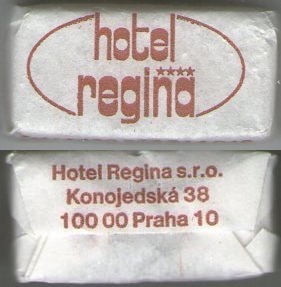 hotel
regina
****
Hotel Regina s.r.o.
Konojedská 38
100 00 Praha 10